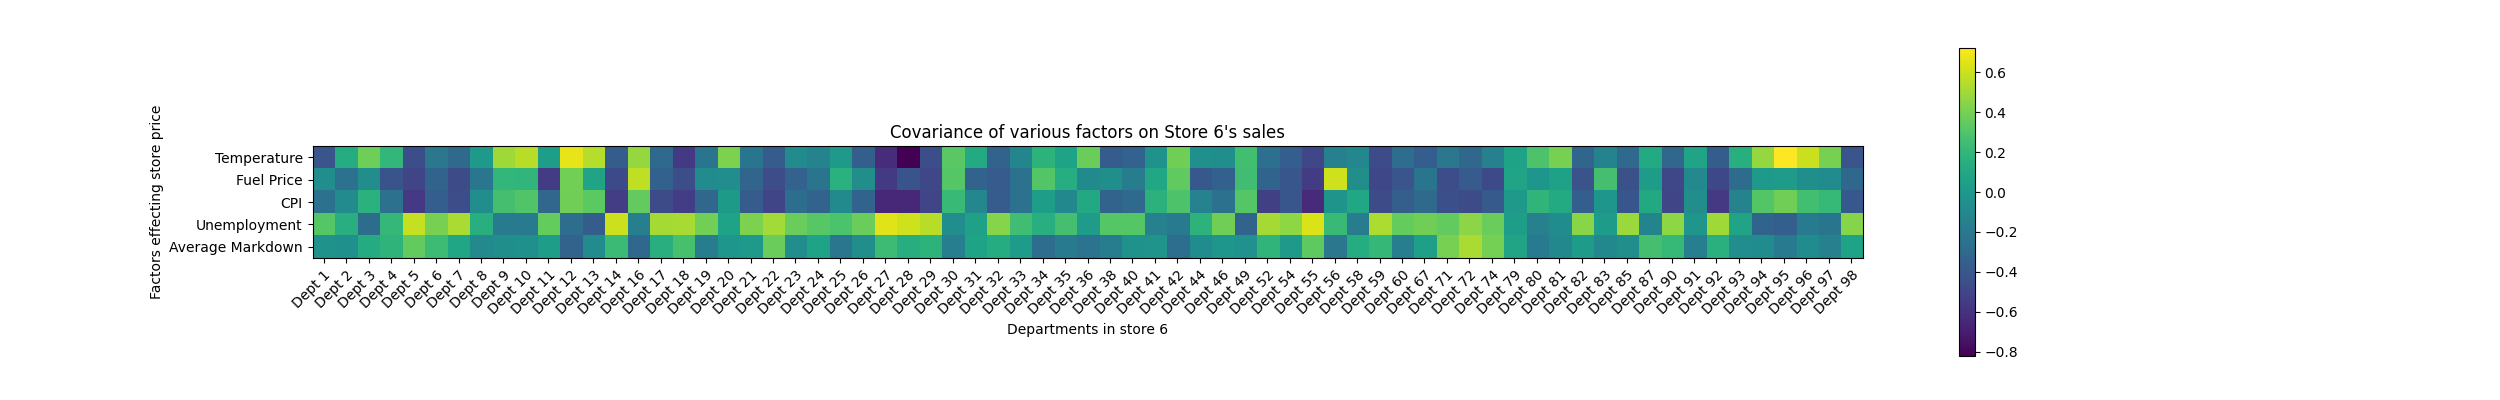 Covariance of various factors on Store 6's sales
Factors effecting store price
Temperature
Fuel Price
CPI
Unemployment
Average Markdown
Dept 1
Dept 2
Dept 3
Dept 4
Dept 5
Dept 6
Dept 7
Dept 8
Dept 9
Dept 10
Dept 11
Dept 12
Dept 13
Dept 14
Dept 16
Dept 17
Dept 18
Dept 19
Dept 20
Dept 21
Dept 22
Dept 23
Dept 24
Dept 25
Dept 26
Dept 27
Dept 28
Dept 29
Dept 30
Dept 31
Dept 32
Dept 33
Dept 34
Dept 35
Dept 36
Dept 38
Dept 40
Dept 41
Dept 42
Dept 44
Dept 46
Dept 49
Dept 52
Dept 54
Dept 55
Dept 56
Dept 58
Dept 59
Dept 60
Dept 67
Dept 71
Dept 72
Dept 74
Dept 79
Dept 80
Dept 81
Dept 82
Dept 83
Dept 85
Dept 87
Dept 90
Dept 91
Dept 92
Dept 93
Dept 94
Dept 95
Dept 96
Dept 97
Dept 98
Departments in store 6
0.6
0.4
0.2
0.0
−0.2
−0.4
−0.6
−0.8